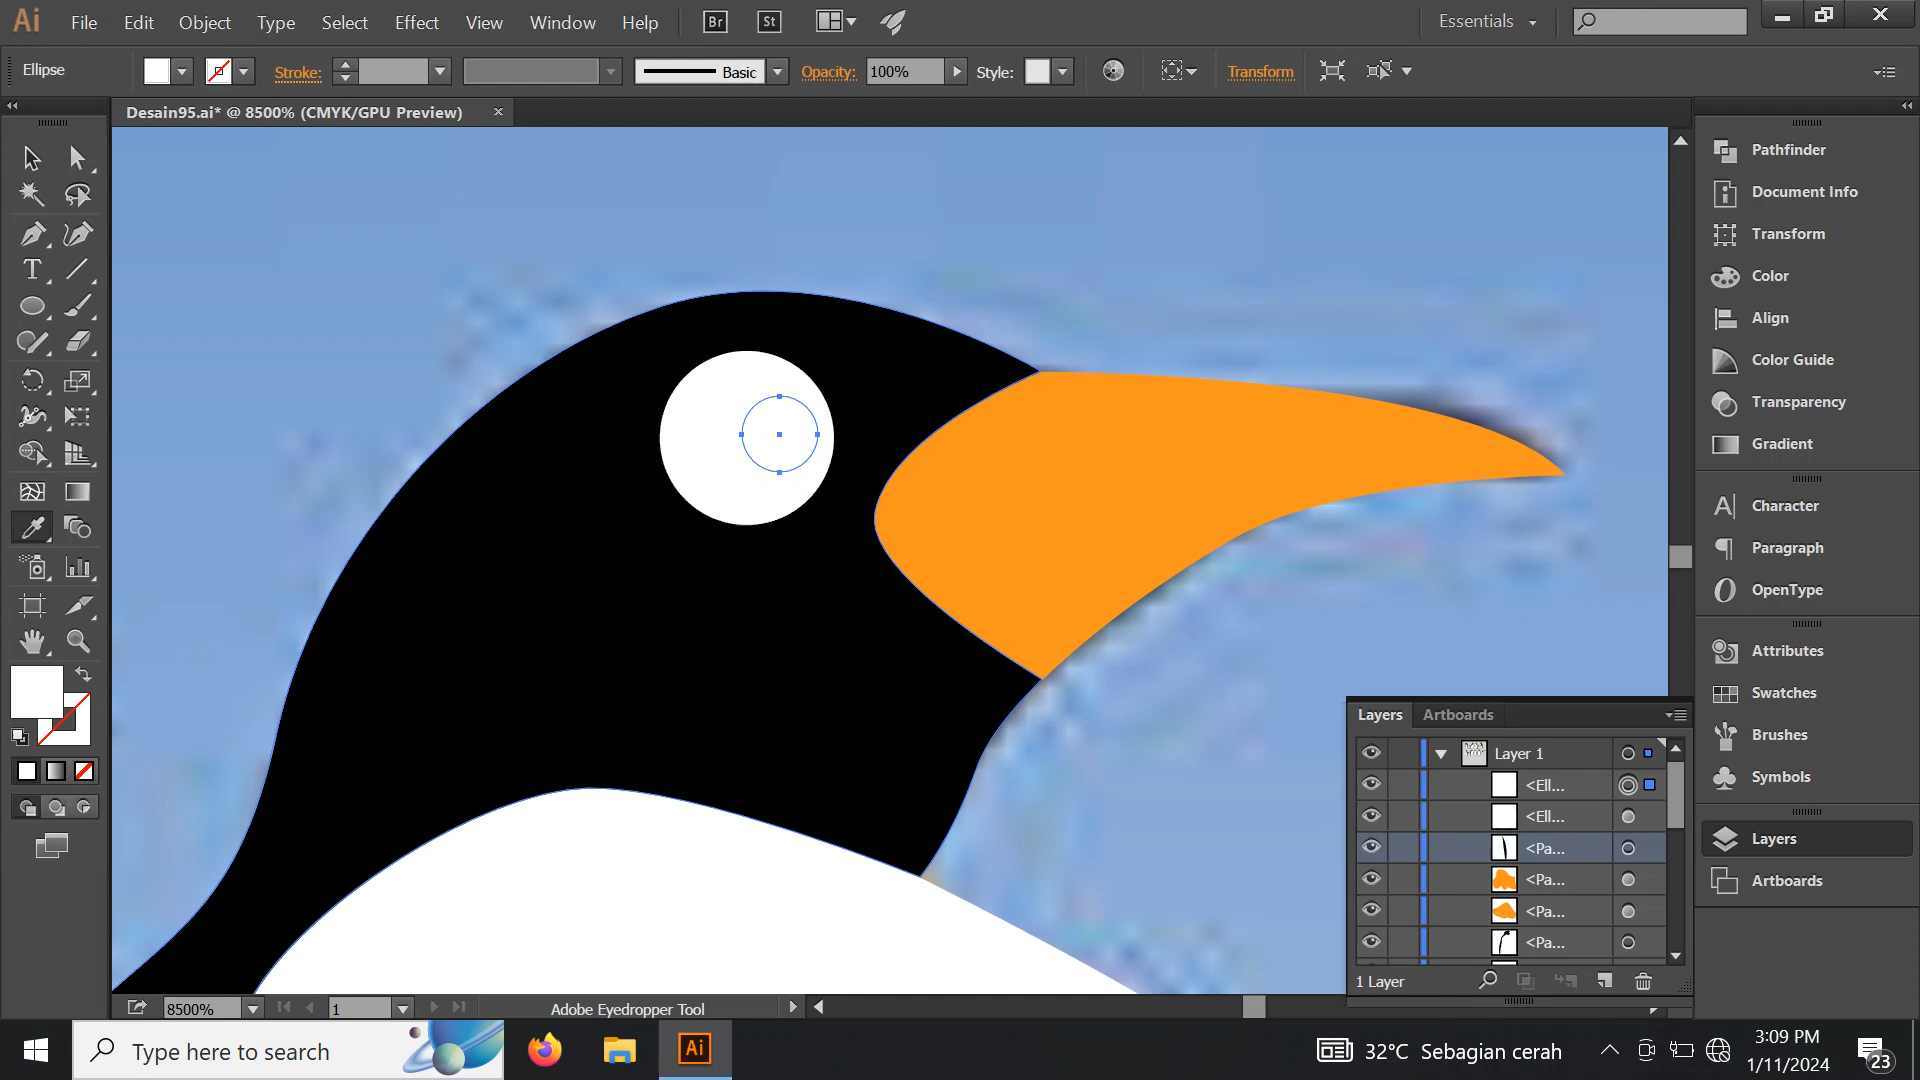 Ai File Edit Object Type Select Effect View Window Help Br St Essentials
Ellipse Stroke: Basic Opacity: 100% Style: Transform
Desain95.ai* @ 8500% (CMYK/GPU Preview)
Pathfinder
Document Info
Transform
Color
Align
Color Guide
Transparency
Gradient
Character
Paragraph
OpenType
Attributes
Swatches
Brushes
Symbols
Layers
Artboards
Layers Artboards
Layer 1
<Ell...
<Ell...
<Pa...
<Pa...
<Pa...
<Pa...
1 Layer
8500% 1 Adobe Eyedropper Tool
Type here to search Ai 32°C Sebagian cerah 3:09 PM
1/11/2024 23